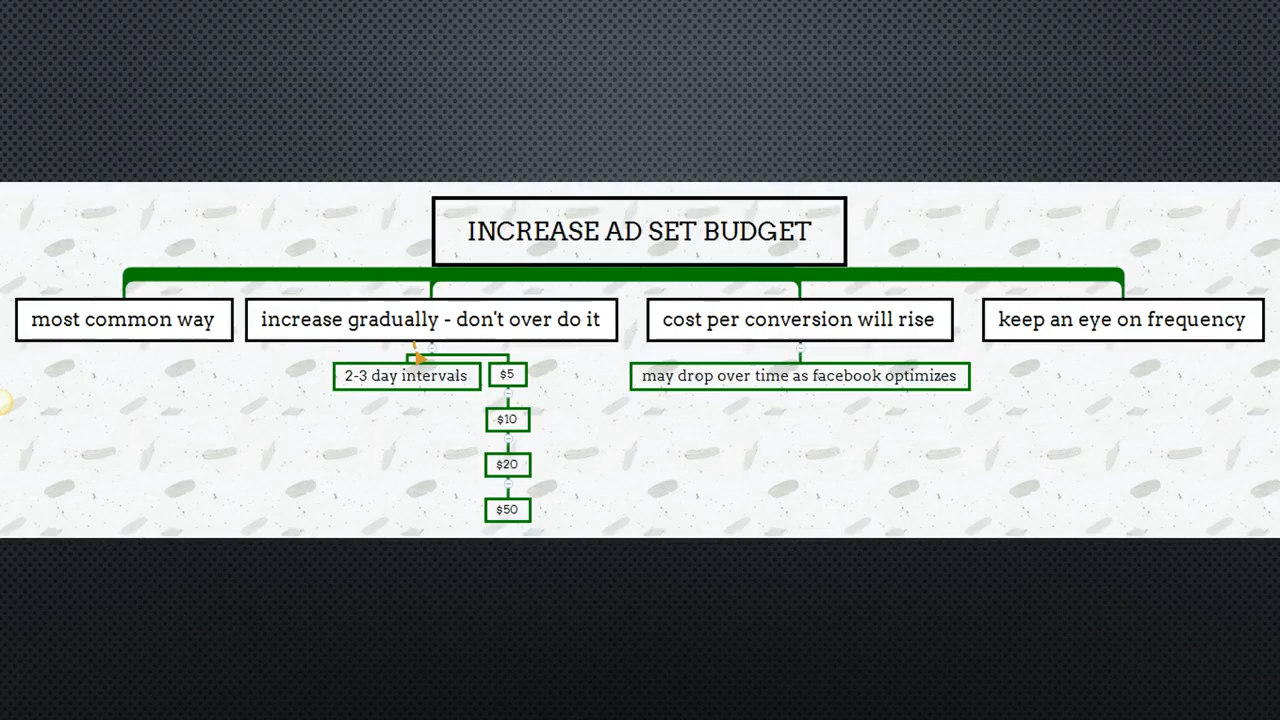 INCREASE AD SET BUDGET
most common way
increase gradually - don't over do it
cost per conversion will rise
keep an eye on frequency
2-3 day intervals
$5
may drop over time as facebook optimizes
$10
$20
$50